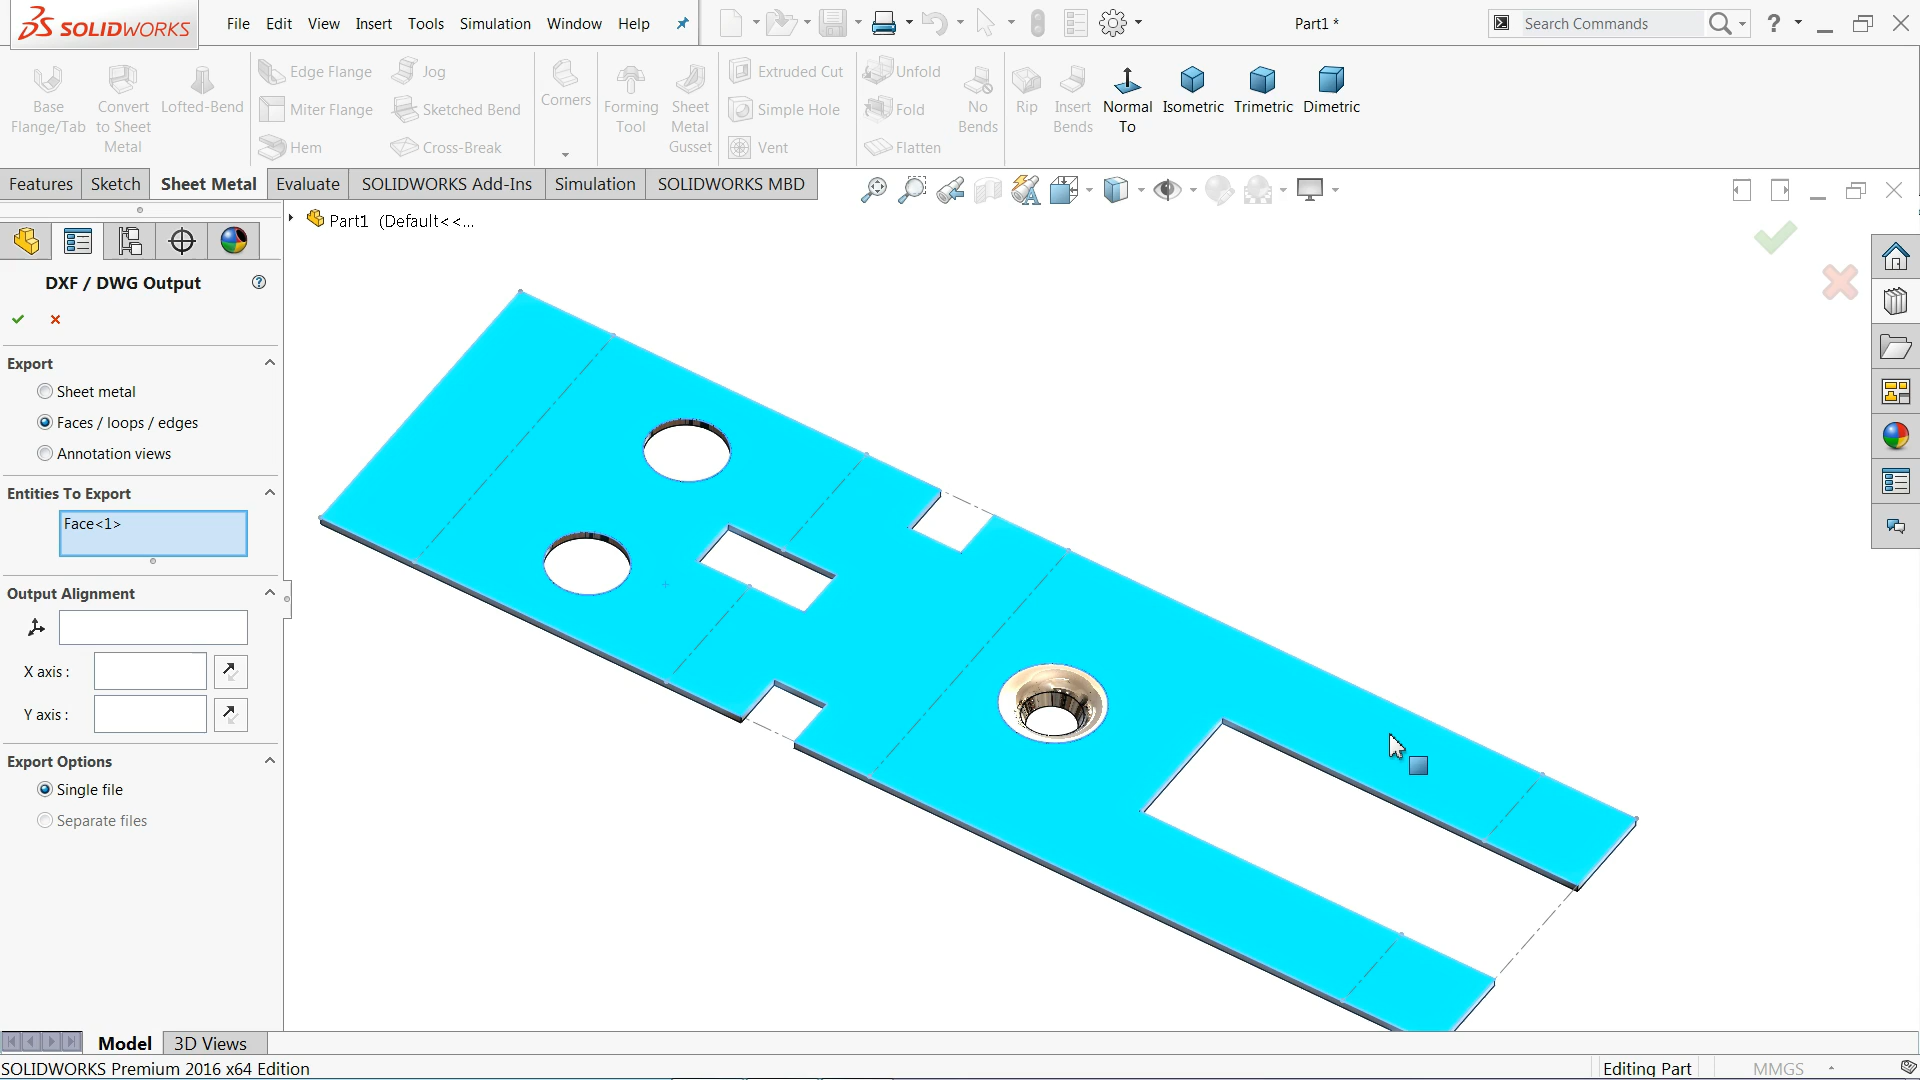 SOLIDWORKS
File Edit View Insert Tools Simulation Window Help
Part1 *
Search Commands
?
Base Flange/Tab
Convert to Sheet Metal
Lofted-Bend
Edge Flange
Miter Flange
Hem
Jog
Sketched Bend
Cross-Break
Corners
Forming Tool
Sheet Metal Gusset
Extruded Cut
Simple Hole
Vent
Unfold
Fold
Flatten
No Bends
Rip
Insert Bends
Normal To
Isometric
Trimetric
Dimetric
Features Sketch Sheet Metal Evaluate SOLIDWORKS Add-Ins Simulation SOLIDWORKS MBD
Part1 (Default<<...
DXF / DWG Output
?
Export
Sheet metal
Faces / loops / edges
Annotation views
Entities To Export
Face<1>
Output Alignment
X axis :
Y axis :
Export Options
Single file
Separate files
Model 3D Views
SOLIDWORKS Premium 2016 x64 Edition
Editing Part
MMGS